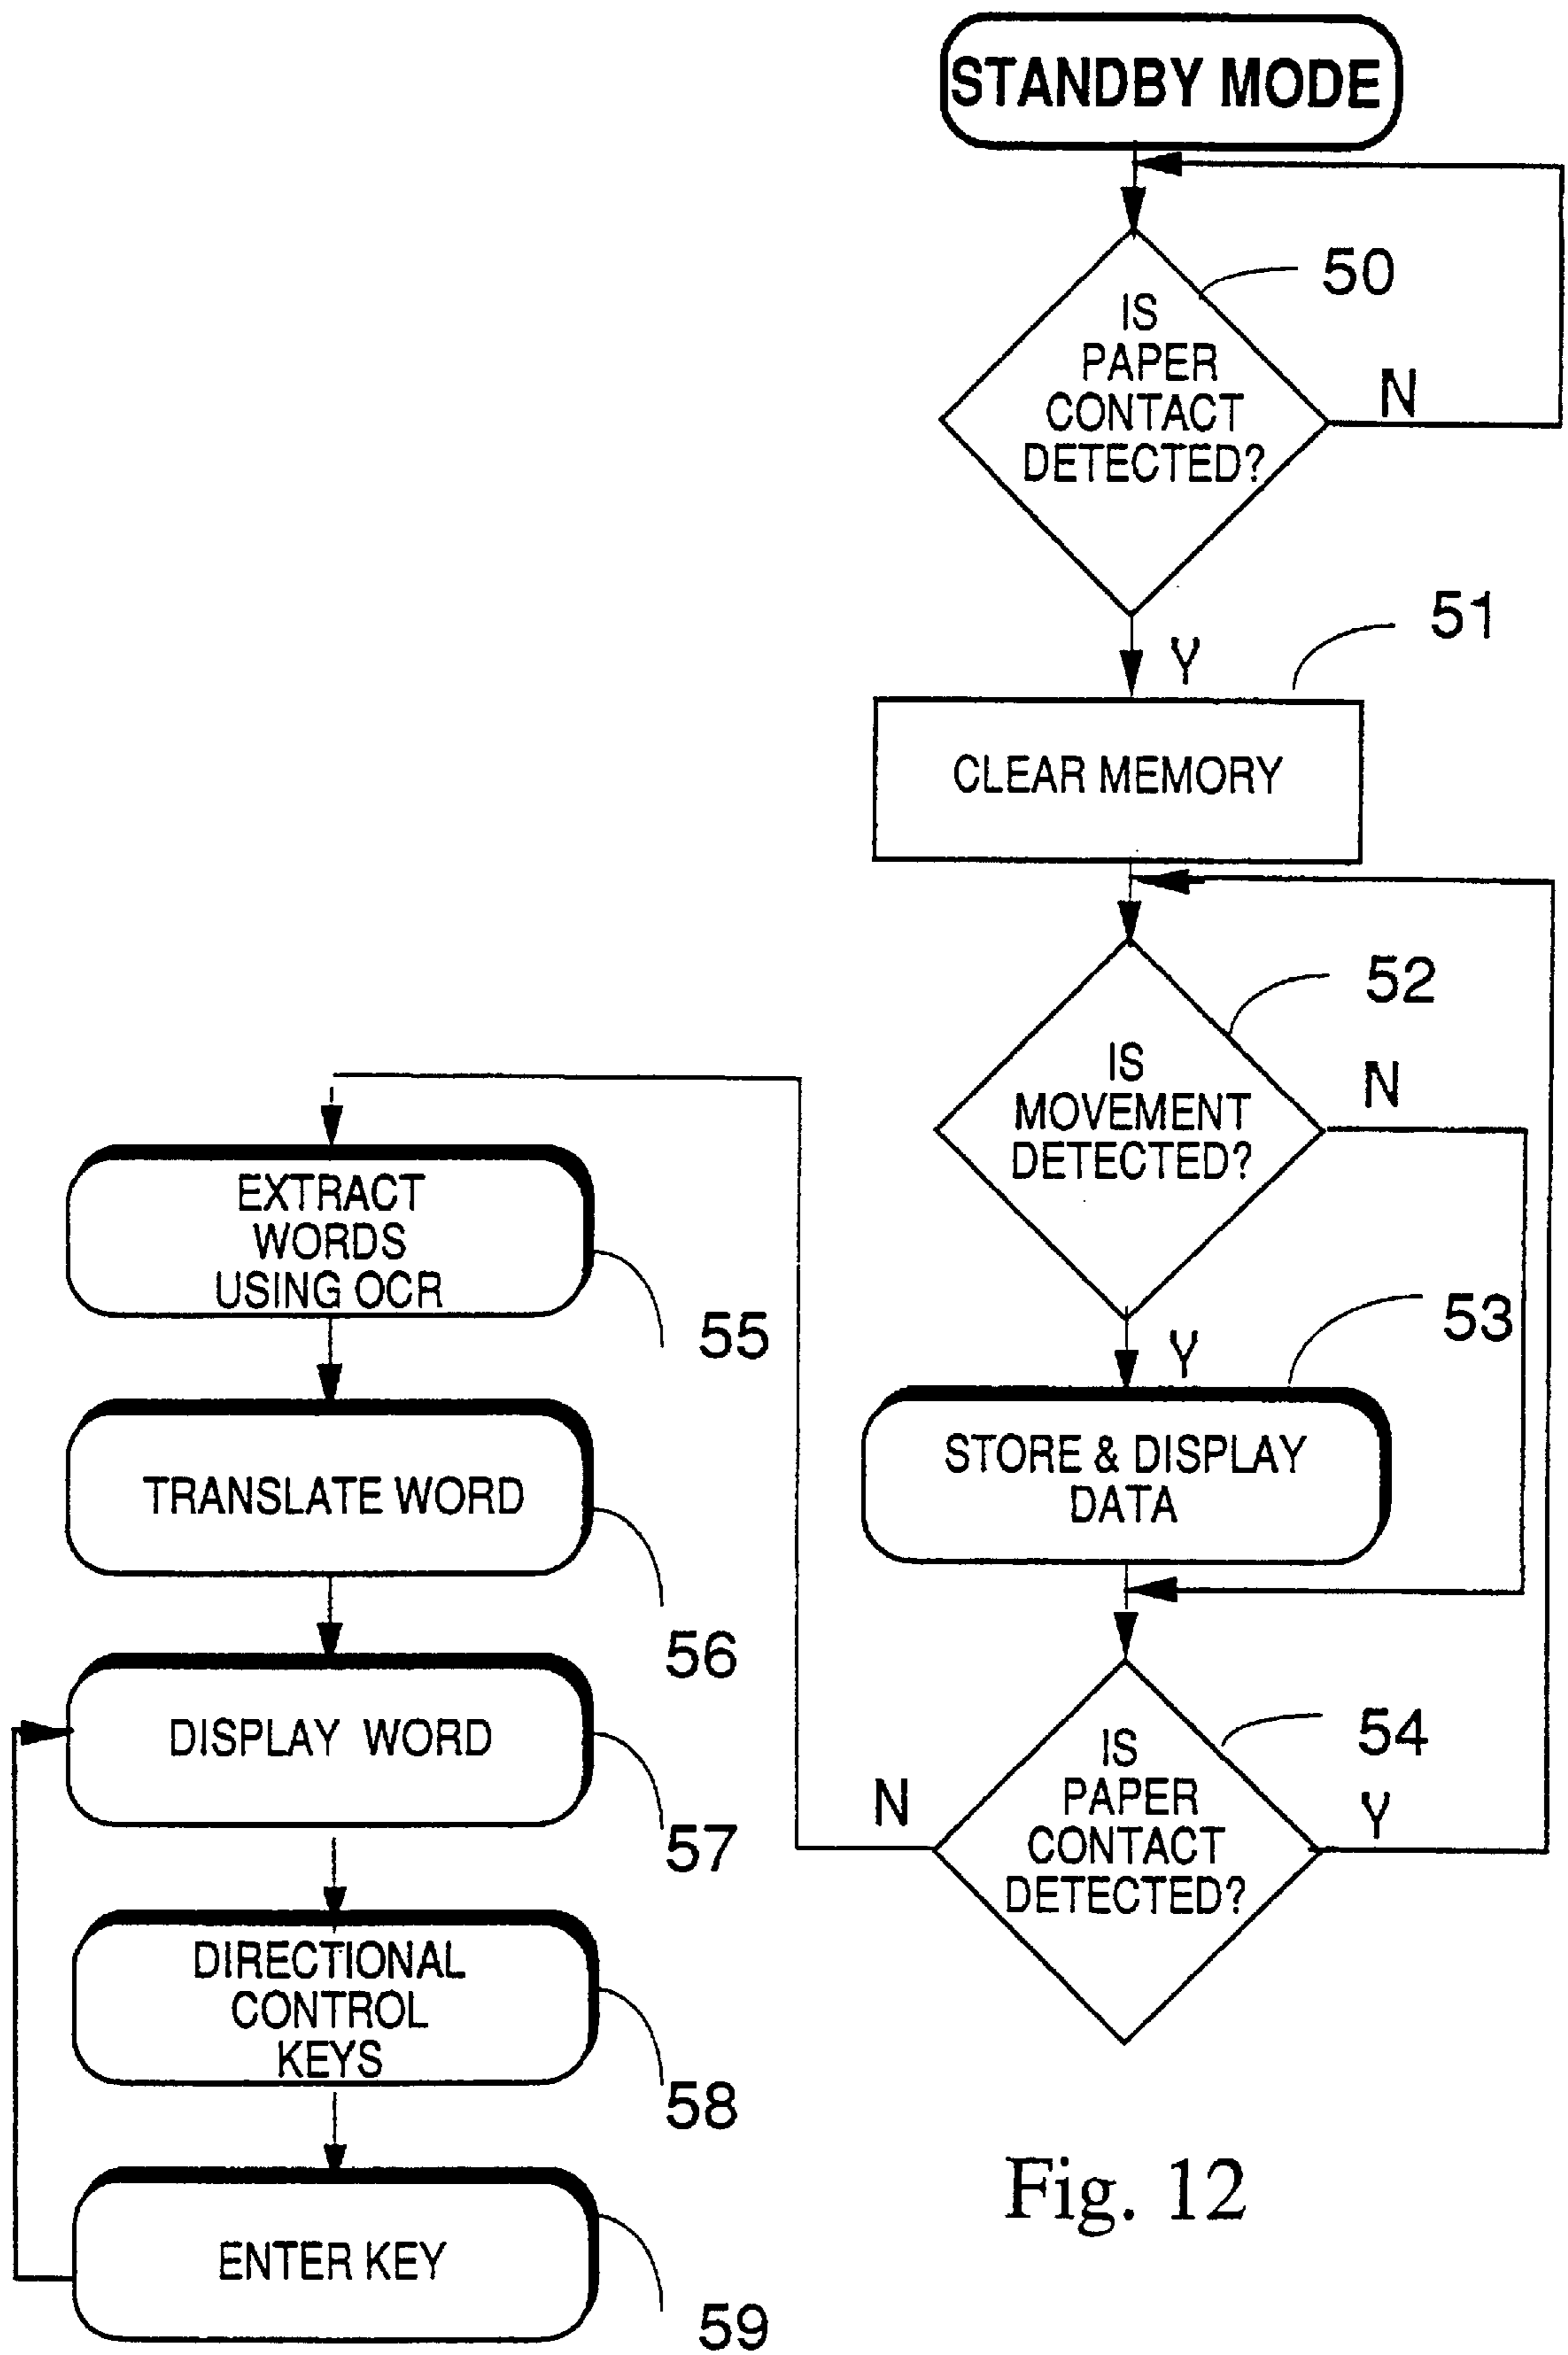 STANDBY MODE
50
IS
PAPER
CONTACT
DETECTED?
N
Y
51
CLEAR MEMORY
52
IS
MOVEMENT
DETECTED?
N
Y
53
STORE & DISPLAY
DATA
54
IS
PAPER
CONTACT
DETECTED?
N
Y
EXTRACT
WORDS
USING OCR
55
TRANSLATE WORD
56
DISPLAY WORD
57
DIRECTIONAL
CONTROL
KEYS
58
ENTER KEY
59
Fig. 12